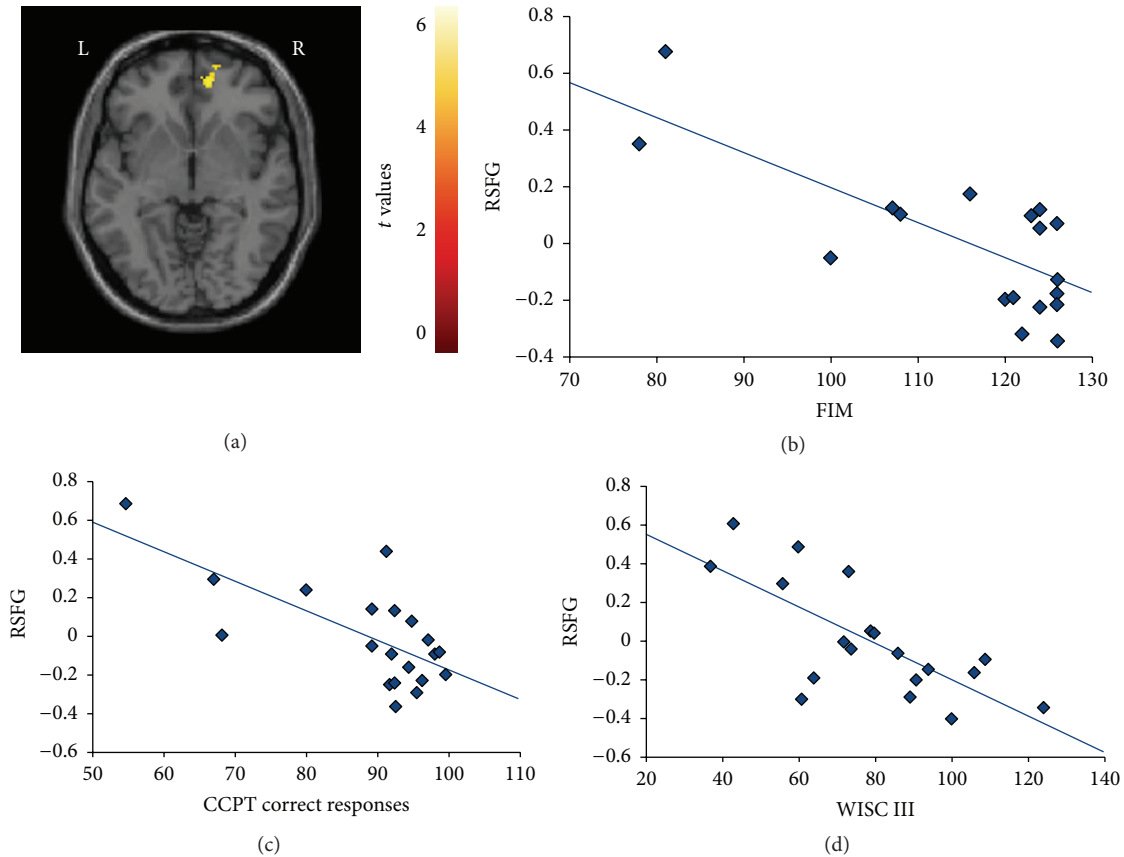 L
R
6
4
2
0
t values
(a)
0.8
0.6
0.4
0.2
0
−0.2
−0.4
RSFG
70 80 90 100 110 120 130
FIM
(b)
0.8
0.6
0.4
0.2
0
−0.2
−0.4
−0.6
RSFG
50 60 70 80 90 100 110
CCPT correct responses
(c)
0.8
0.6
0.4
0.2
0
−0.2
−0.4
−0.6
RSFG
20 40 60 80 100 120 140
WISC III
(d)